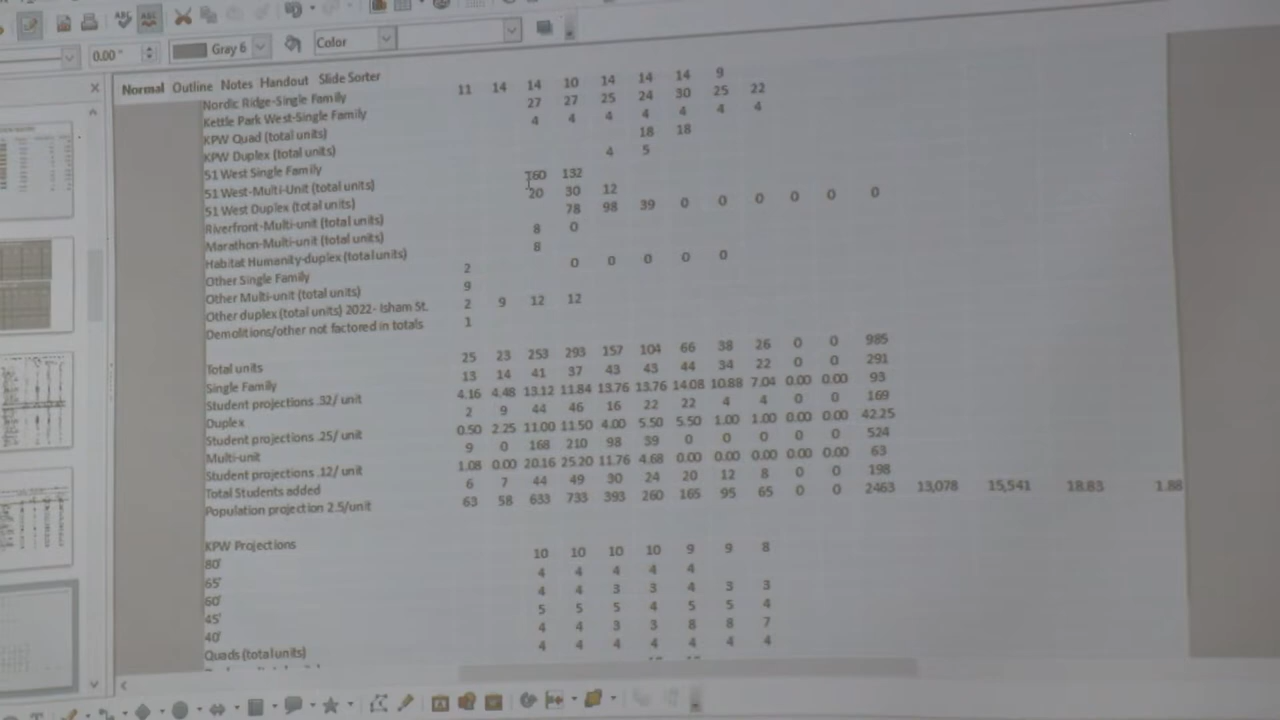 0.00 °
Gray 6
Color
Normal Outline Notes Handout Slide Sorter
11 14 14 10 14 14 14 9
Nordic Ridge-Single Family
27 27 25 24 30 25 22
Kettle Park West-Single Family
4 4 4 4 4 4 4
KPW Quad (total units)
18 18
KPW Duplex (total units)
4 5
51 West Single Family
160 132
51 West-Multi-Unit (total units)
20 30 12
51 West Duplex (total units)
78 98 39 0 0 0 0 0 0
Riverfront-Multi-unit (total units)
8 0
Marathon-Multi-unit (total units)
8
Habitat Humanity-duplex (total units)
0 0 0 0 0
2
Other Single Family
9
Other Multi-unit (total units)
2 9 12 12
Other duplex (total units) 2022- Isham St.
1
Demolitions/other not factored in totals
25 23 253 293 157 104 66 38 26 0 0 985
Total units
13 14 41 37 43 43 44 34 22 0 0 291
Single Family
4.16 4.48 13.12 11.84 13.76 13.76 14.08 10.88 7.04 0.00 0.00 93
Student projections .32/ unit
2 9 44 46 16 22 22 4 4 0 0 169
Duplex
0.50 2.25 11.00 11.50 4.00 5.50 5.50 1.00 1.00 0.00 0.00 42.25
Student projections .25/ unit
9 0 168 210 98 39 0 0 0 0 0 524
Multi-unit
1.08 0.00 20.16 25.20 11.76 4.68 0.00 0.00 0.00 0.00 0.00 63
Student projections .12/ unit
6 7 44 49 30 24 20 12 8 0 0 198
Total Students added
63 58 633 733 393 260 165 95 65 0 0 2463 13,078 15,541 18.83 1.88
Population projection 2.5/unit
KPW Projections
10 10 10 10 9 9 8
80'
4 4 4 4 4
65'
4 4 3 3 4 3 3
60'
5 5 5 4 5 5 4
45'
4 4 3 3 8 8 7
40'
4 4 4 4 4 4 4
Quads (total units)